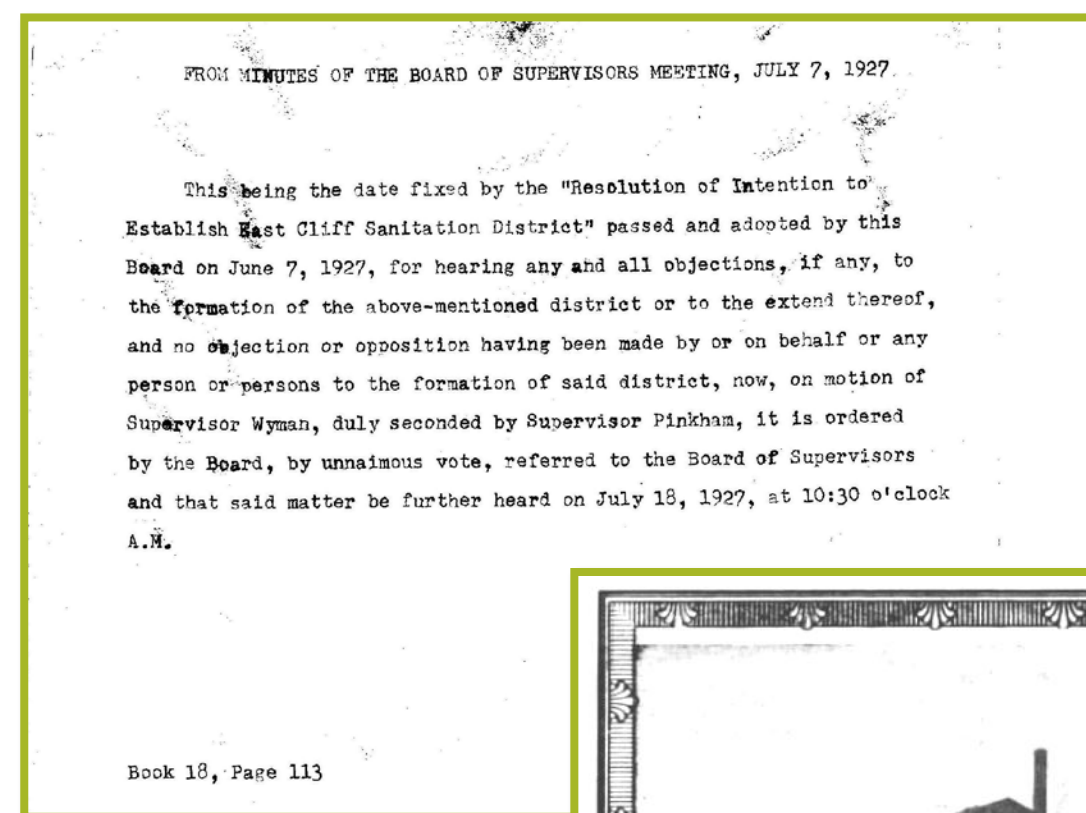 FROM MINUTES OF THE BOARD OF SUPERVISORS MEETING, JULY 7, 1927.
This being the date fixed by the "Resolution of Intention to
Establish East Cliff Sanitation District" passed and adopted by this
Board on June 7, 1927, for hearing any and all objections, if any, to
the formation of the above-mentioned district or to the extend thereof,
and no objection or opposition having been made by or on behalf or any
person or persons to the formation of said district, now, on motion of
Supervisor Wyman, duly seconded by Supervisor Pinkham, it is ordered
by the Board, by unnaimous vote, referred to the Board of Supervisors
and that said matter be further heard on July 18, 1927, at 10:30 o'clock
A.M.
Book 18, Page 113